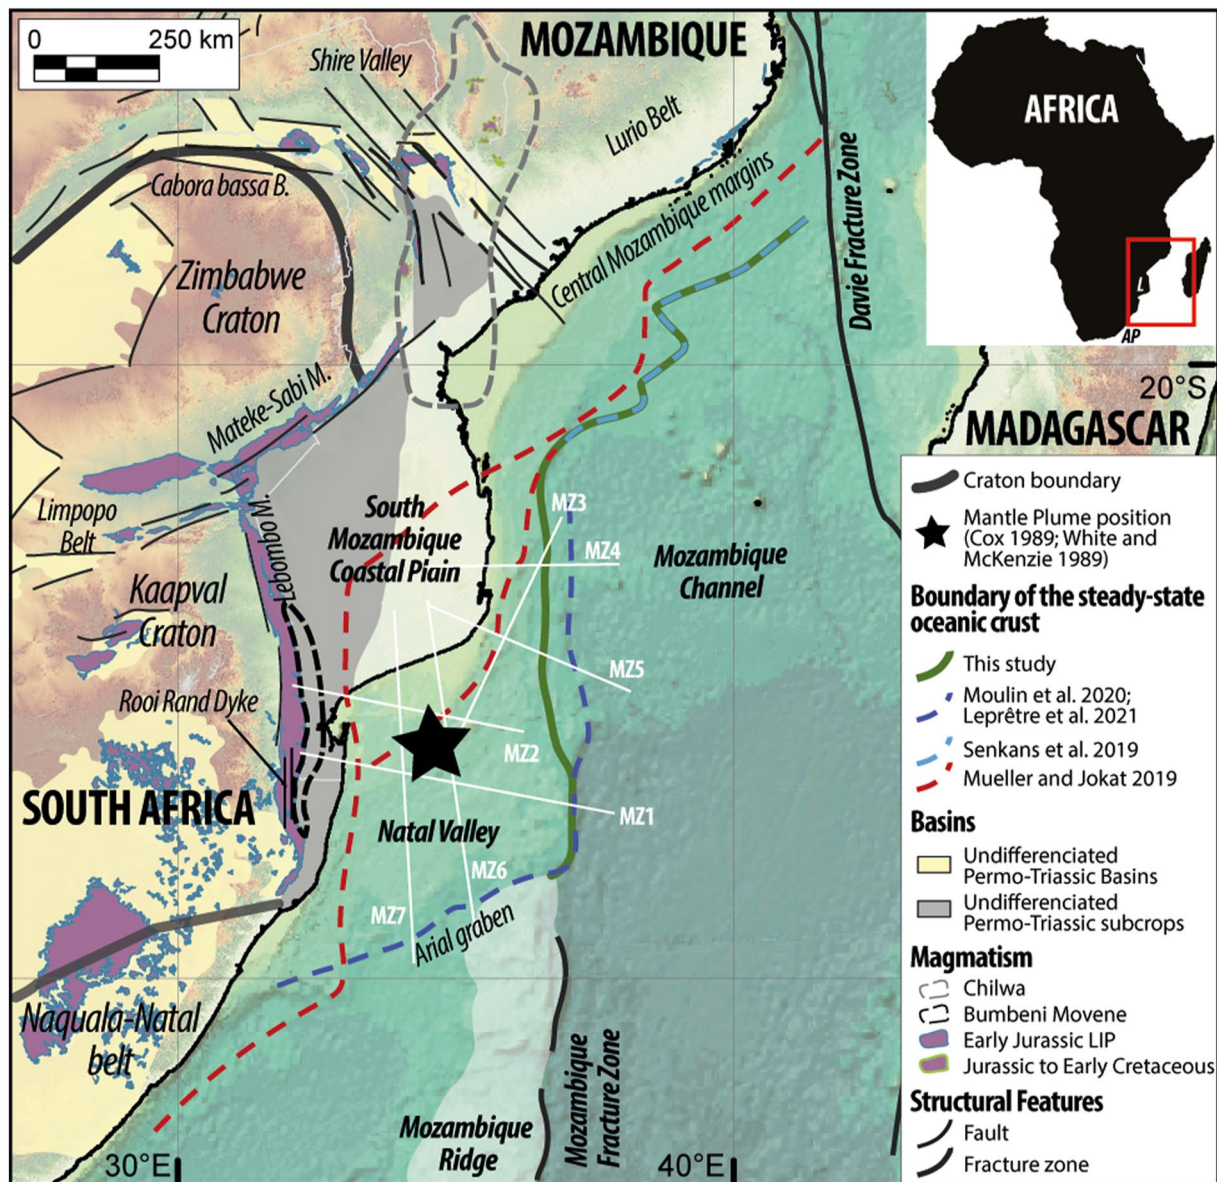 0 250 km
MOZAMBIQUE
Shire Valley
Lurio Belt
AFRICA
Cabora bassa B.
Central Mozambique margins
Davie Fracture Zone
Zimbabwe
Craton
AP
20°S
Mateke-Sabi M.
MADAGASCAR
Limpopo
Belt
Lebombo M.
South
Mozambique
Coastal Piain
MZ3
MZ4
Mozambique
Channel
Kaapval
Craton
MZ5
Rooi Rand Dyke
MZ2
SOUTH AFRICA
MZ1
Natal Valley
MZ6
MZ7
Arial graben
Naquala-Natal
belt
Mozambique
Ridge
Mozambique
Fracture Zone
30°E
40°E
Craton boundary
Mantle Plume position
(Cox 1989; White and
McKenzie 1989)
Boundary of the steady-state
oceanic crust
This study
Moulin et al. 2020;
Leprêtre et al. 2021
Senkans et al. 2019
Mueller and Jokat 2019
Basins
Undifferenciated
Permo-Triassic Basins
Undifferenciated
Permo-Triassic subcrops
Magmatism
Chilwa
Bumbeni Movene
Early Jurassic LIP
Jurassic to Early Cretaceous
Structural Features
Fault
Fracture zone